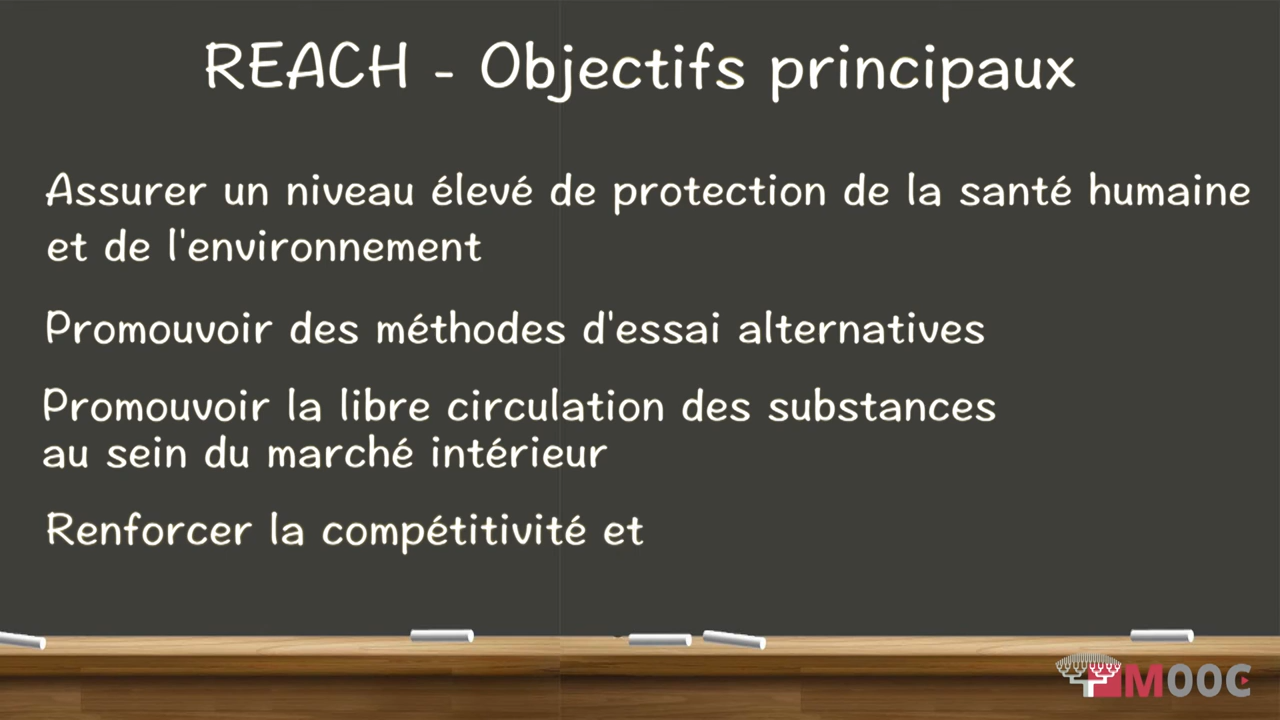 REACH - Objectifs principaux
Assurer un niveau élevé de protection de la santé humaine
et de l'environnement
Promouvoir des méthodes d'essai alternatives
Promouvoir la libre circulation des substances
au sein du marché intérieur
Renforcer la compétitivité et
MOOC